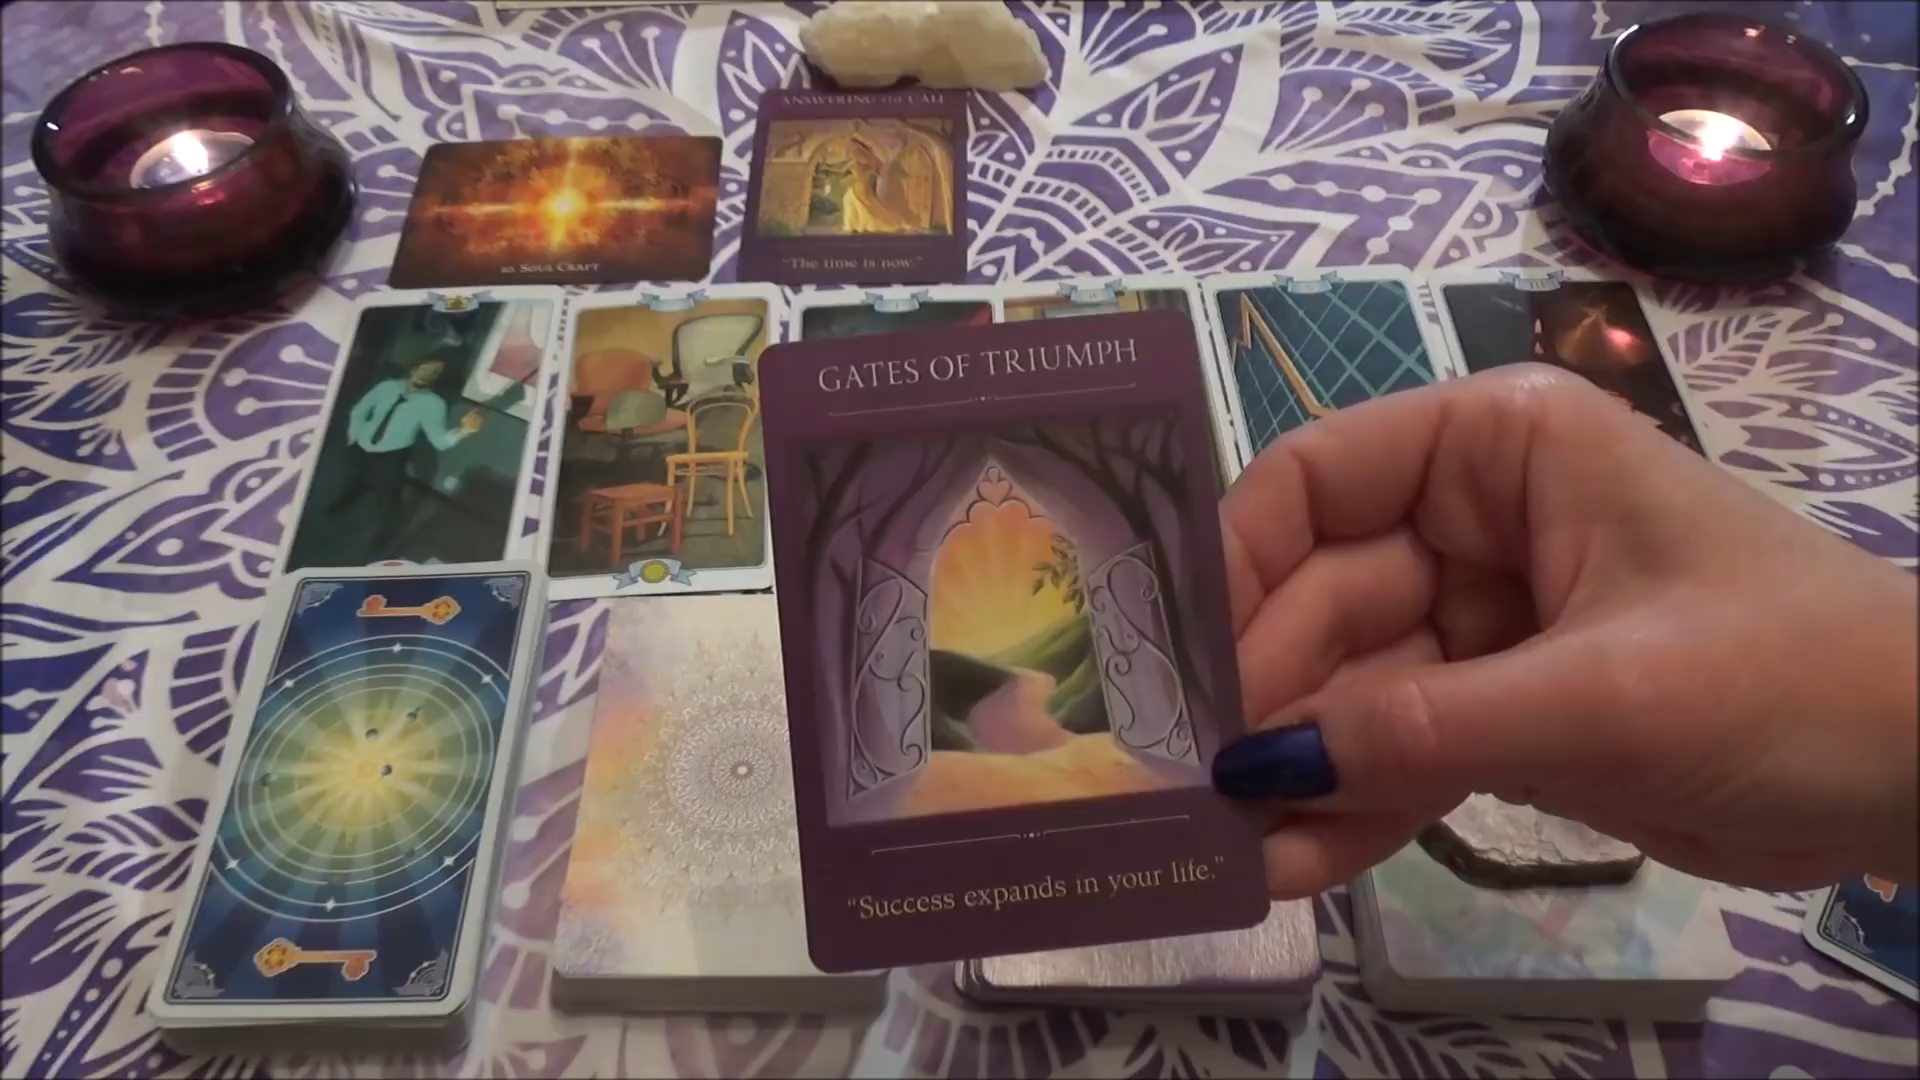 ANSWERING THE CALL
SOUL CRAFT
"The time is now."
GATES OF TRIUMPH
"Success expands in your life."